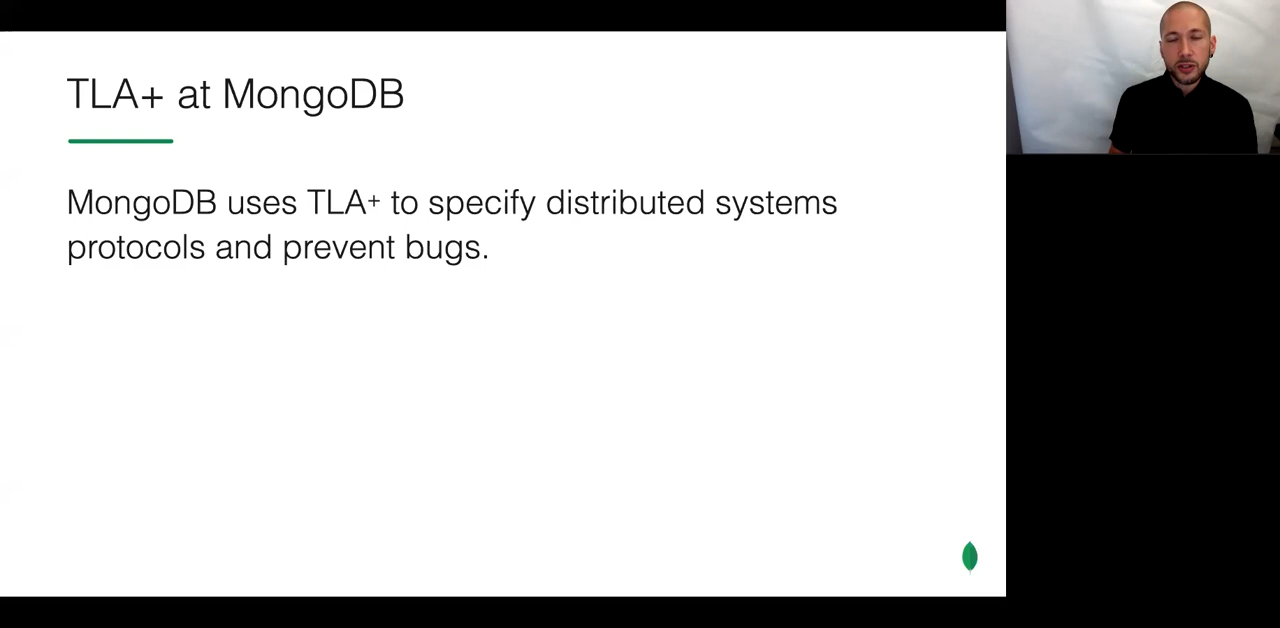 TLA+ at MongoDB
MongoDB uses TLA+ to specify distributed systems
protocols and prevent bugs.